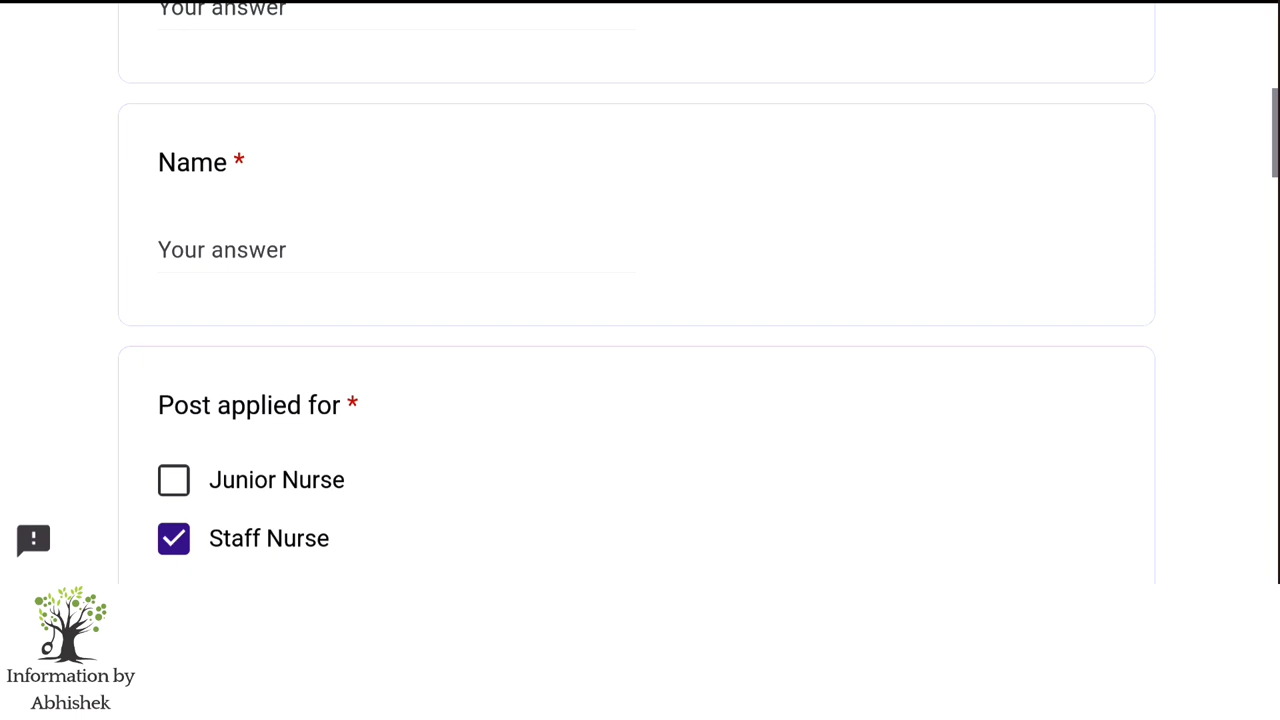 Your answer
Name *
Your answer
Post applied for *
Junior Nurse
Staff Nurse
Information by
Abhishek